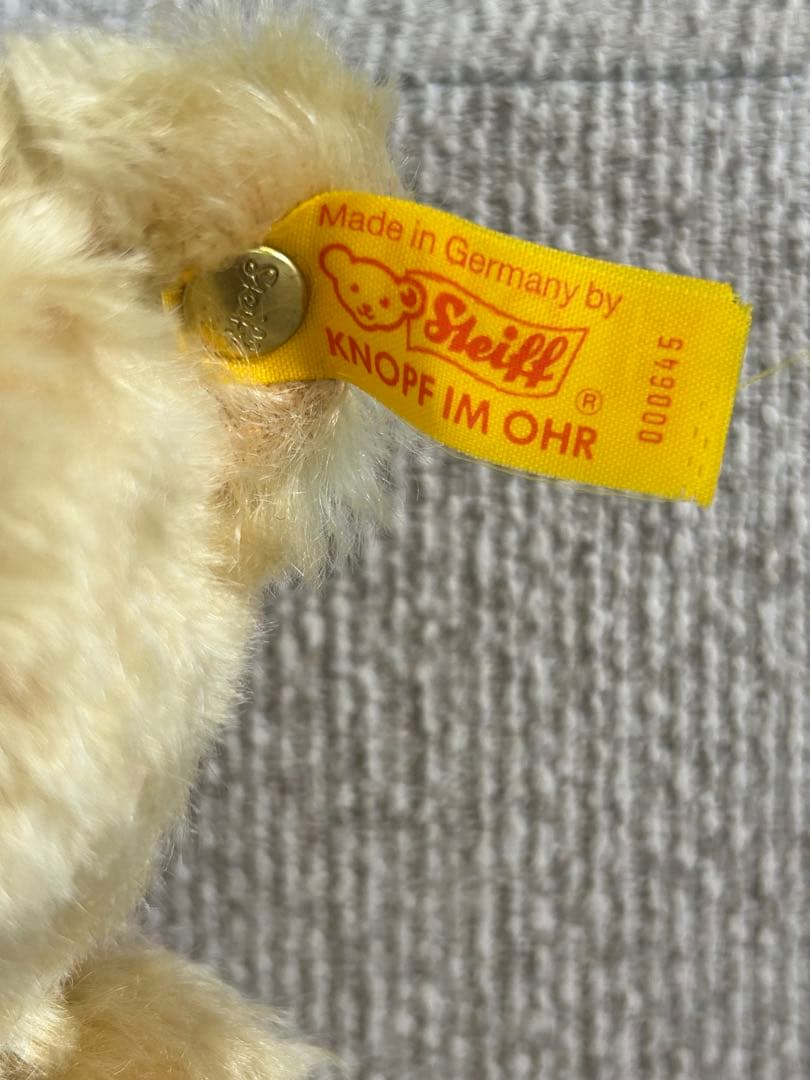 Steiff
Made in Germany by
Steiff
KNOPF IM OHR
®
000645